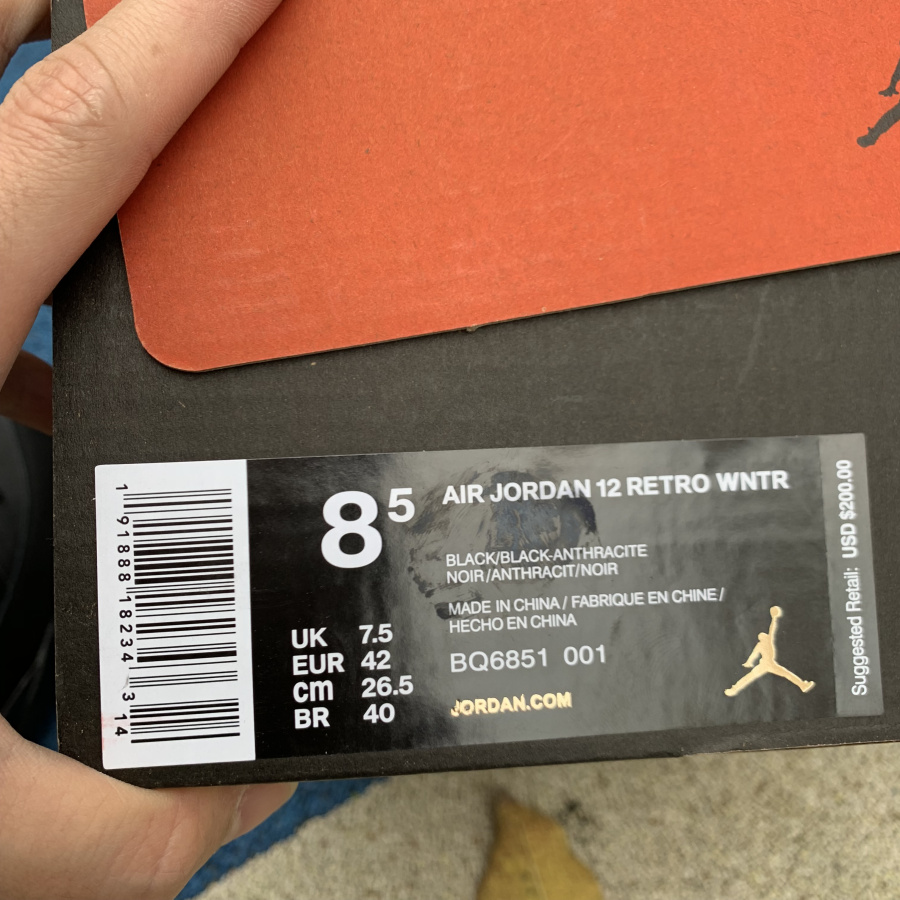 1 91888 18234 3 14
8 5
AIR JORDAN 12 RETRO WNTR
BLACK/BLACK-ANTHRACITE
NOIR/ANTHRACIT/NOIR
MADE IN CHINA / FABRIQUE EN CHINE /
HECHO EN CHINA
UK 7.5
EUR 42
cm 26.5
BR 40
BQ6851 001
JORDAN.COM
Suggested Retail: USD $200.00